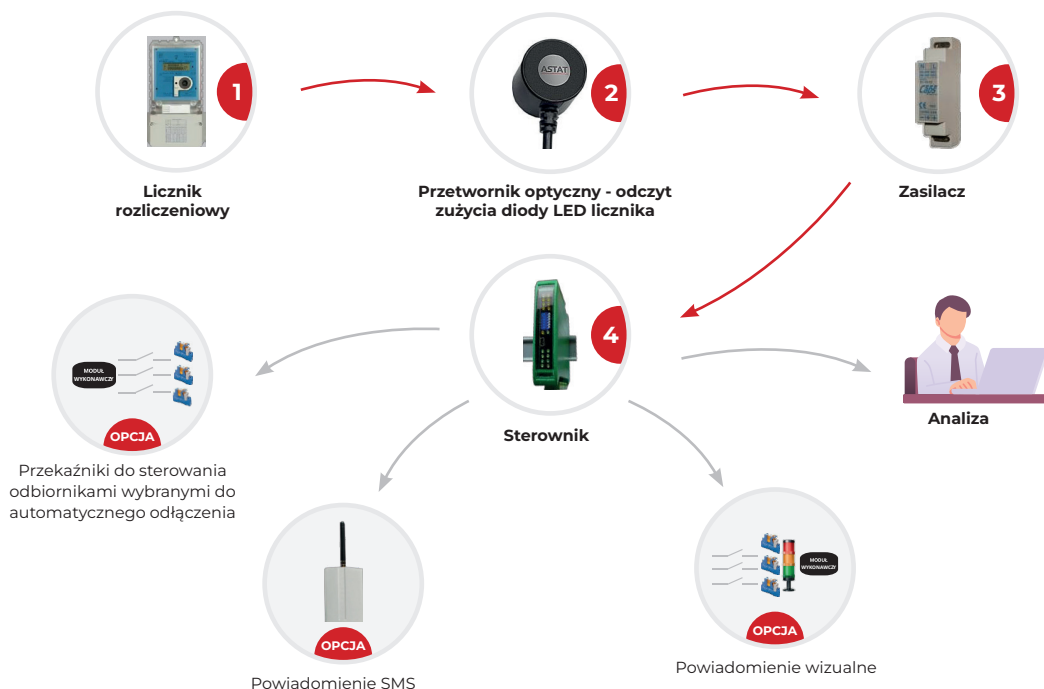 1
ASTAT
2
3
Licznik
rozliczeniowy
Przetwornik optyczny - odczyt
zużycia diody LED licznika
Zasilacz
4
MODUŁ
WYKONAWCZY
OPCJA
Sterownik
Analiza
Przekaźniki do sterowania
odbiornikami wybranymi do
automatycznego odłączenia
MODUŁ
WYKONAWCZY
OPCJA
OPCJA
Powiadomienie SMS
Powiadomienie wizualne